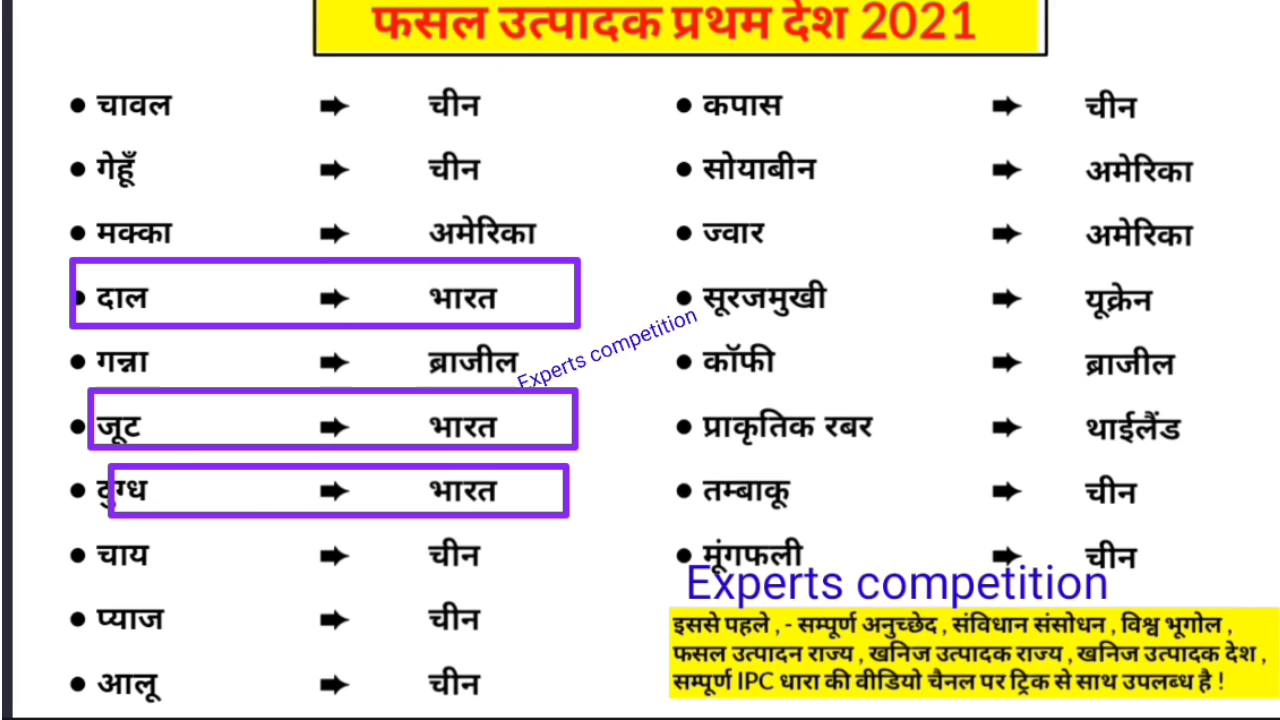 फसल उत्पादक प्रथम देश 2021
• चावल ➨ चीन
• गेहूँ ➨ चीन
• मक्का ➨ अमेरिका
• दाल ➨ भारत
• गन्ना ➨ ब्राजील
• जूट ➨ भारत
• दुग्ध ➨ भारत
• चाय ➨ चीन
• प्याज ➨ चीन
• आलू ➨ चीन
Experts competition
• कपास ➨ चीन
• सोयाबीन ➨ अमेरिका
• ज्वार ➨ अमेरिका
• सूरजमुखी ➨ यूक्रेन
• कॉफी ➨ ब्राजील
• प्राकृतिक रबर ➨ थाईलैंड
• तम्बाकू ➨ चीन
• मूंगफली ➨ चीन
Experts competition
इससे पहले , - सम्पूर्ण अनुच्छेद , संविधान संसोधन , विश्व भूगोल ,
फसल उत्पादन राज्य , खनिज उत्पादक राज्य , खनिज उत्पादक देश ,
सम्पूर्ण IPC धारा की वीडियो चैनल पर ट्रिक से साथ उपलब्ध है !